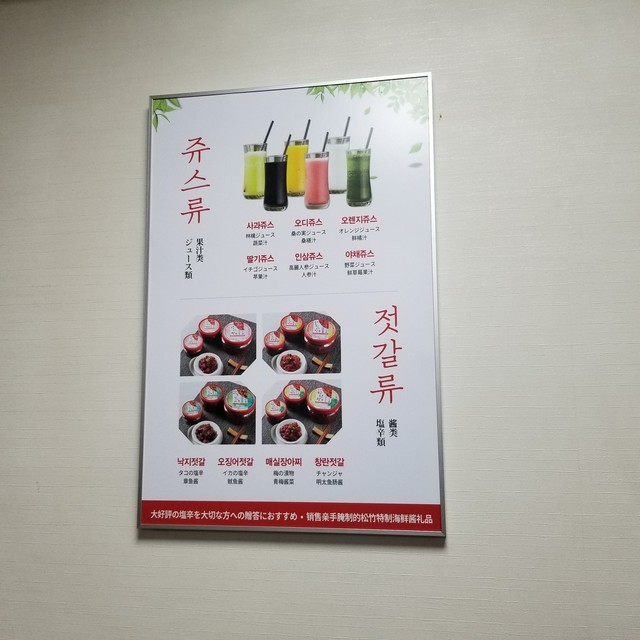 쥬스류
果汁类
ジュース類
사과쥬스
林檎ジュース
蔬菜汁
오디쥬스
桑の実ジュース
桑椹汁
오렌지쥬스
オレンジジュース
鲜橘汁
딸기쥬스
イチゴジュース
苹果汁
인삼쥬스
高麗人参ジュース
人参汁
야채쥬스
野菜ジュース
鲜草莓果汁
젓갈류
酱类
塩辛類
낙지젓갈
タコの塩辛
章鱼酱
오징어젓갈
イカの塩辛
鱿鱼酱
매실장아찌
梅の漬物
青梅酱菜
창란젓갈
チャンジャ
明太鱼肠酱
大好評の塩辛を大切な方への贈答におすすめ • 销售亲手腌制的松竹特制海鲜酱礼品